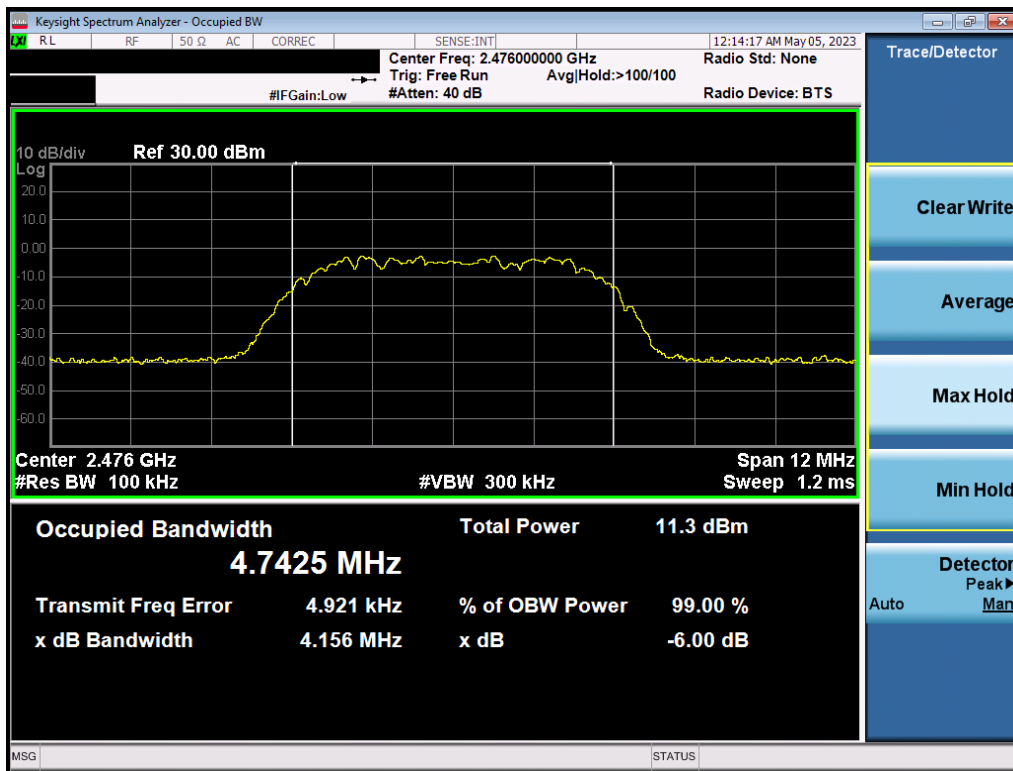 Keysight Spectrum Analyzer - Occupied BW
LXI RL RF 50 Ω AC CORREC SENSE:INT 12:14:17 AM May 05, 2023
Center Freq: 2.476000000 GHz Radio Std: None
Trig: Free Run Avg|Hold:>100/100
#IFGain:Low #Atten: 40 dB Radio Device: BTS
Trace/Detector
10 dB/div Ref 30.00 dBm
Log
20.0
10.0
0.00
-10.0
-20.0
-30.0
-40.0
-50.0
-60.0
Center 2.476 GHz Span 12 MHz
#Res BW 100 kHz #VBW 300 kHz Sweep 1.2 ms
Occupied Bandwidth Total Power 11.3 dBm
4.7425 MHz
Transmit Freq Error 4.921 kHz % of OBW Power 99.00 %
x dB Bandwidth 4.156 MHz x dB -6.00 dB
Clear Write
Average
Max Hold
Min Hold
Detector
Peak▶
Auto Man
MSG STATUS